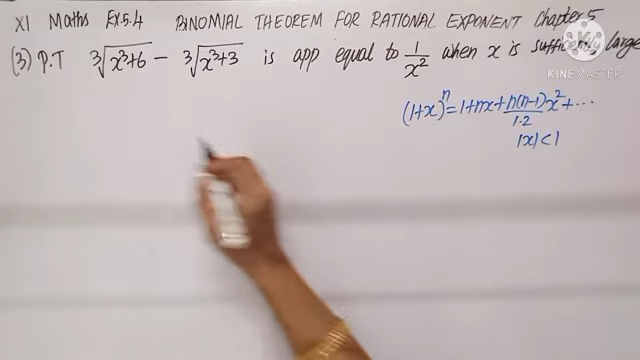 XI Maths Ex.5.4 BINOMIAL THEOREM FOR RATIONAL EXPONENT Chapter 5
(3) P.T ∛(x³+6) − ∛(x³+3) is app equal to 1/x² when x is sufficiently large
(1+x)ⁿ = 1+nx+ n(n-1)/1·2 x²+ ...
|x|<1
KINEMASTER